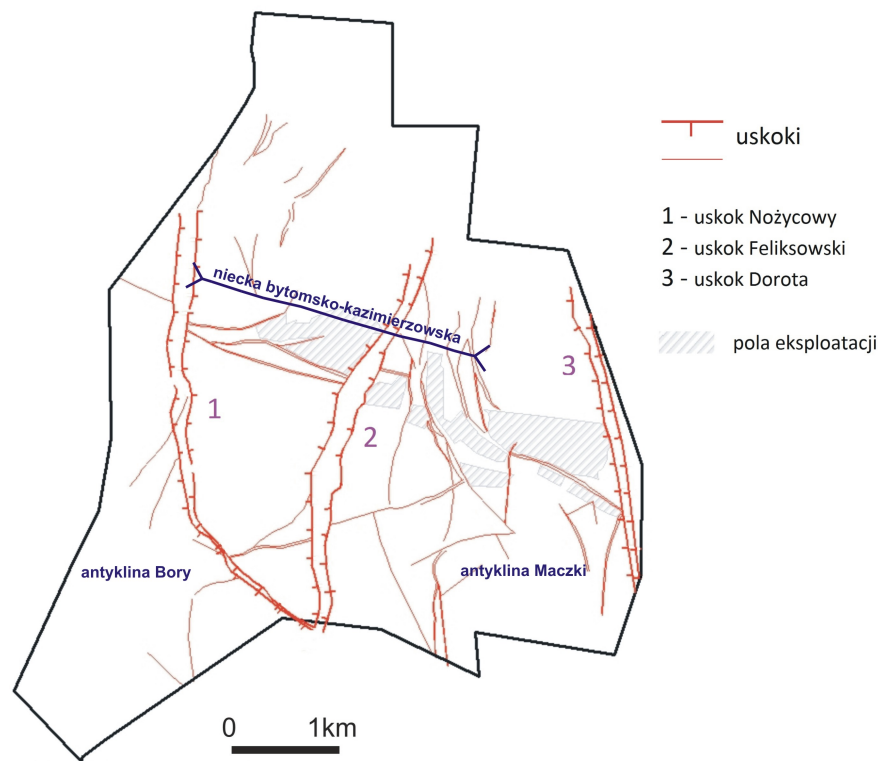 uskoki
1 - uskok Nożycowy
2 - uskok Feliksowski
3 - uskok Dorota
pola eksploatacji
niecka bytomsko-kazimierzowska
1
2
3
antyklina Bory
antyklina Maczki
0 1km